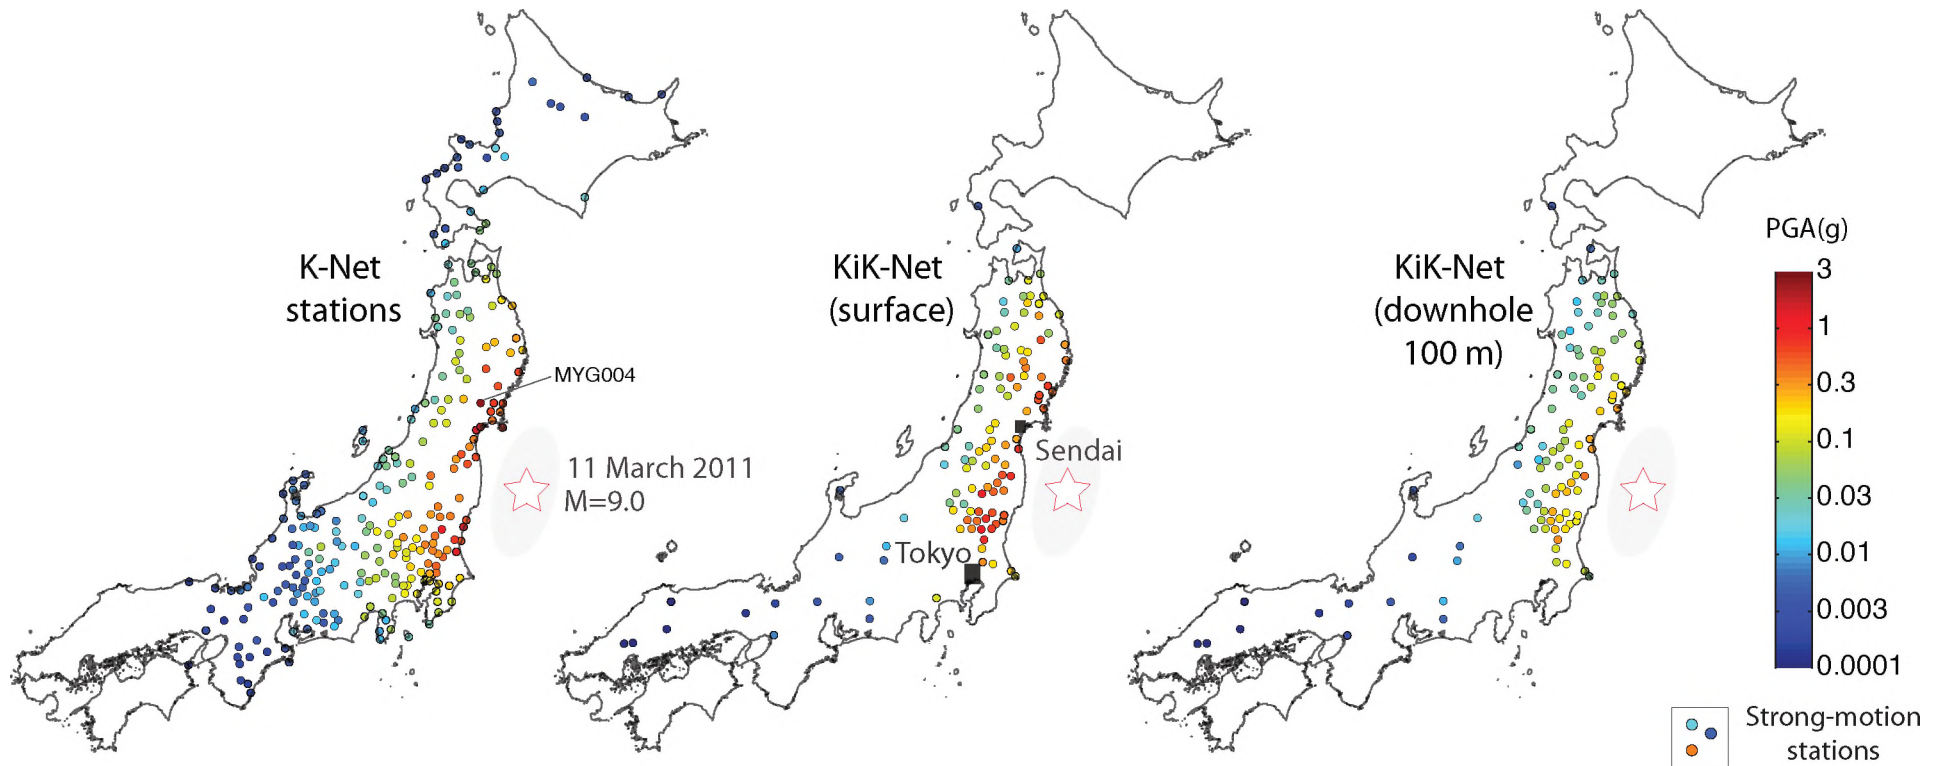 K-Net
stations
MYG004
11 March 2011
M=9.0
KiK-Net
(surface)
Sendai
Tokyo
KiK-Net
(downhole
100 m)
PGA(g)
3
1
0.3
0.1
0.03
0.01
0.003
0.0001
Strong-motion
stations